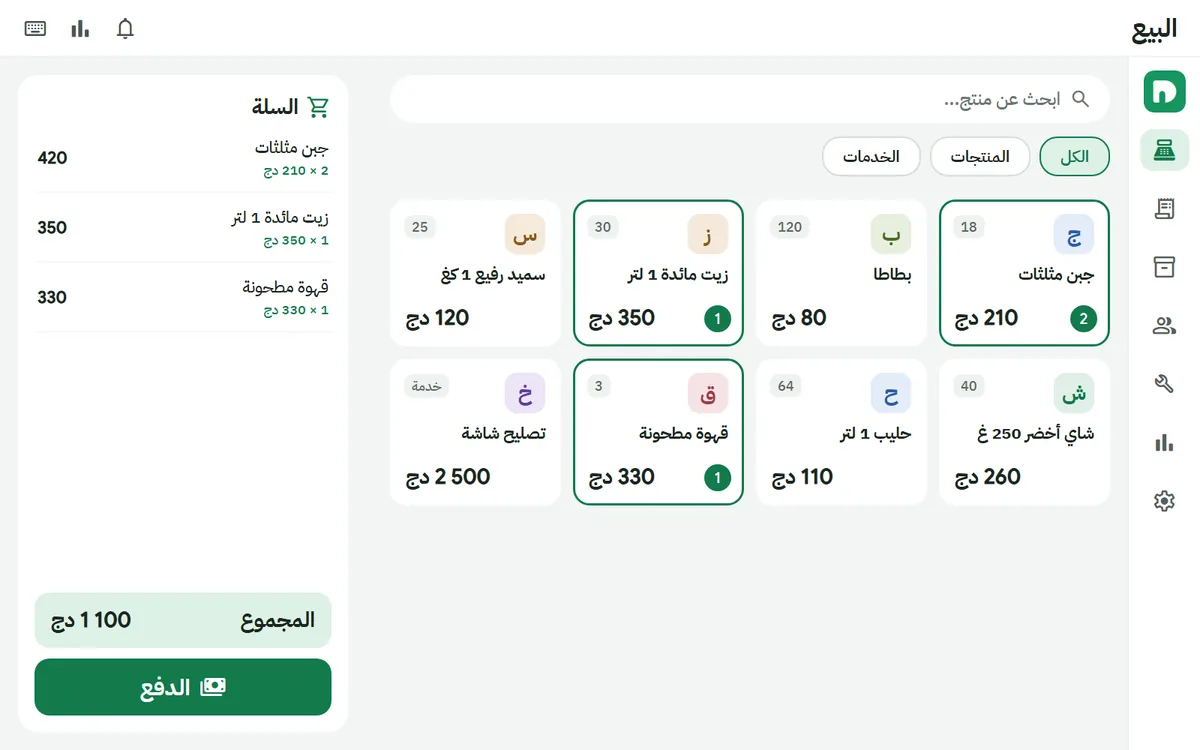 البيع
ابحث عن منتج...
الكل
المنتجات
الخدمات
ج
18
جبن مثلثات
210 دج
2
ب
120
بطاطا
80 دج
ز
30
زيت مائدة 1 لتر
350 دج
1
س
25
سميد رفيع 1 كغ
120 دج
ش
40
شاي أخضر 250 غ
260 دج
ح
64
حليب 1 لتر
110 دج
ق
3
قهوة مطحونة
330 دج
1
خ
خدمة
تصليح شاشة
2 500 دج
السلة
جبن مثلثات
2 × 210 دج
420
زيت مائدة 1 لتر
1 × 350 دج
350
قهوة مطحونة
1 × 330 دج
330
المجموع
1 100 دج
الدفع